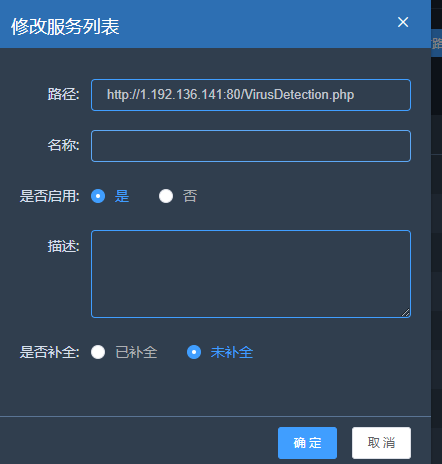 修改服务列表
路径: http://1.192.136.141:80/VirusDetection.php
名称:
是否启用: 是 否
描述:
是否补全: 已补全 未补全
确 定 取 消